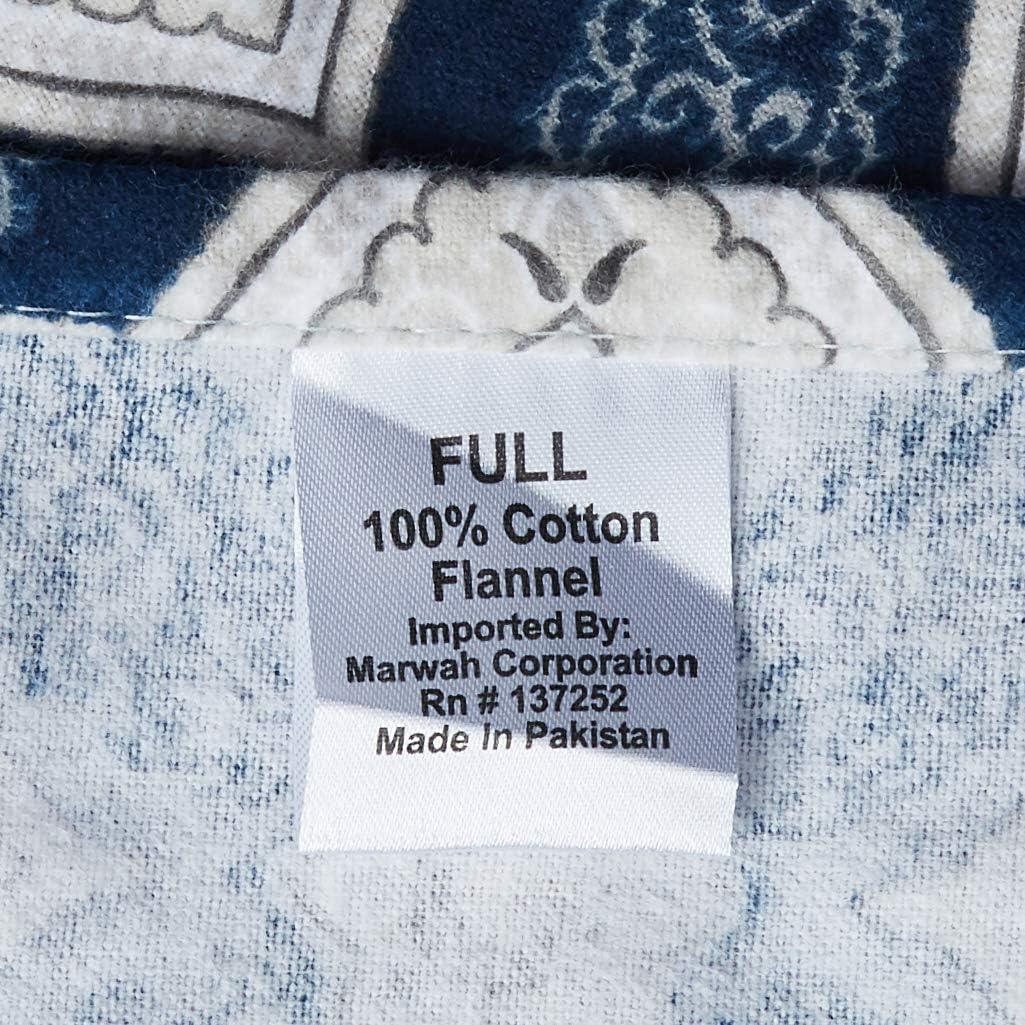 FULL
100% Cotton
Flannel
Imported By:
Marwah Corporation
Rn # 137252
Made In Pakistan